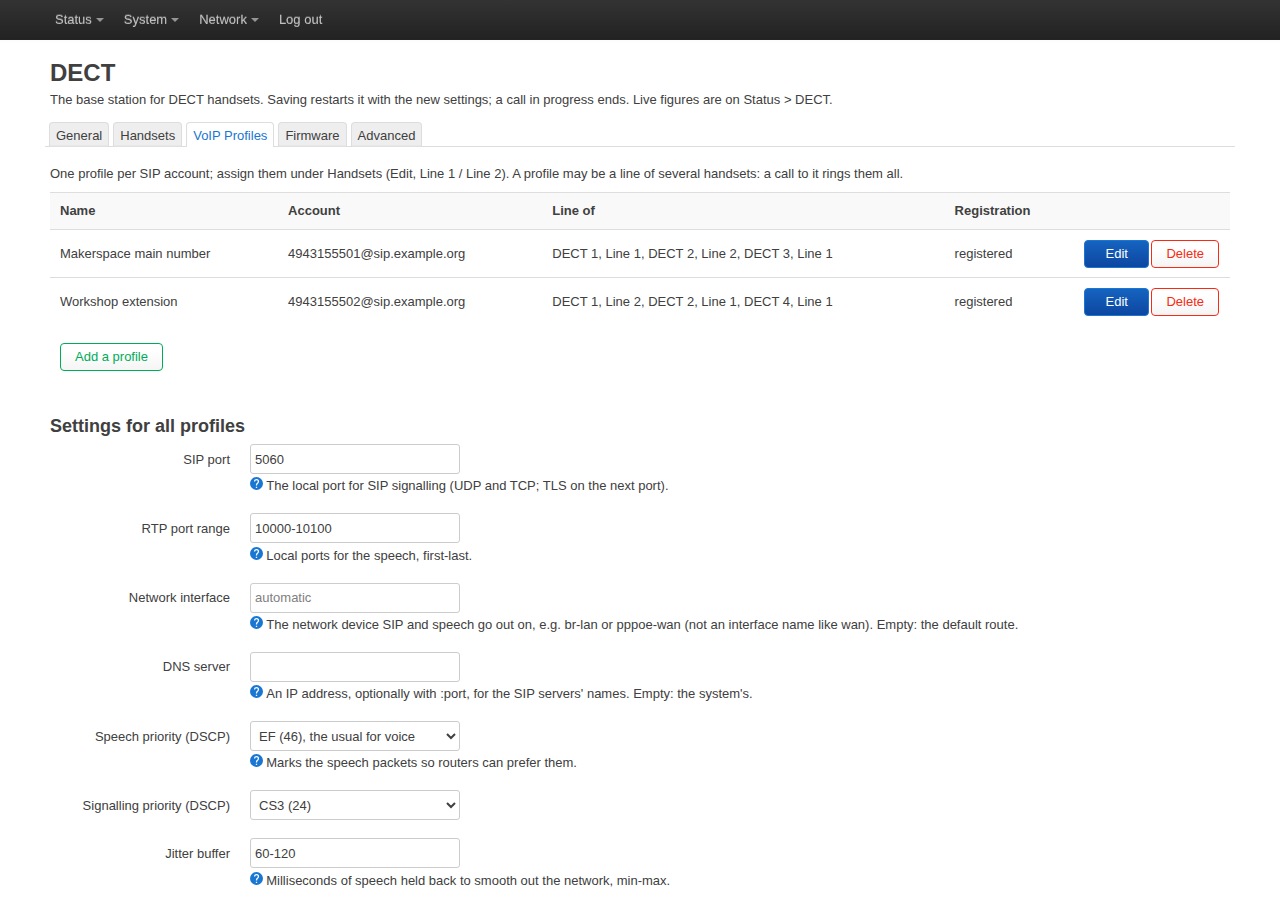 Status System Network Log out
DECT
The base station for DECT handsets. Saving restarts it with the new settings; a call in progress ends. Live figures are on Status > DECT.
General Handsets VoIP Profiles Firmware Advanced
One profile per SIP account; assign them under Handsets (Edit, Line 1 / Line 2). A profile may be a line of several handsets: a call to it rings them all.
Name Account Line of Registration
Makerspace main number 4943155501@sip.example.org DECT 1, Line 1, DECT 2, Line 2, DECT 3, Line 1 registered Edit Delete
Workshop extension 4943155502@sip.example.org DECT 1, Line 2, DECT 2, Line 1, DECT 4, Line 1 registered Edit Delete
Add a profile
Settings for all profiles
SIP port 5060
The local port for SIP signalling (UDP and TCP; TLS on the next port).
RTP port range 10000-10100
Local ports for the speech, first-last.
Network interface automatic
The network device SIP and speech go out on, e.g. br-lan or pppoe-wan (not an interface name like wan). Empty: the default route.
DNS server
An IP address, optionally with :port, for the SIP servers' names. Empty: the system's.
Speech priority (DSCP) EF (46), the usual for voice
Marks the speech packets so routers can prefer them.
Signalling priority (DSCP) CS3 (24)
Jitter buffer 60-120
Milliseconds of speech held back to smooth out the network, min-max.